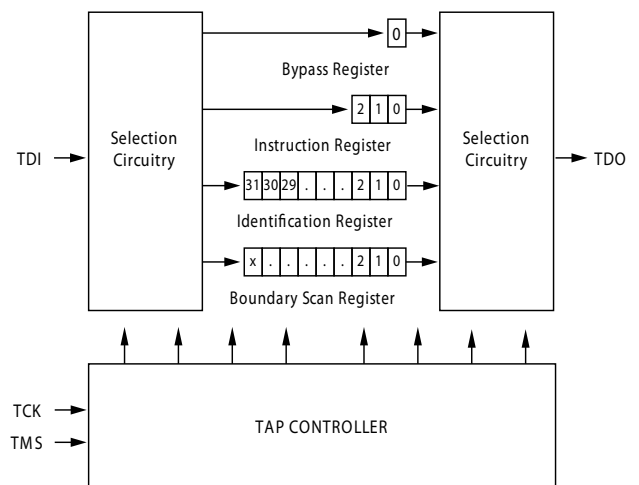 0
Bypass Register
2 1 0
Selection
Circuitry
Selection
Circuitry
TDI
TDO
Instruction Register
31 30 29 . . . 2 1 0
Identification Register
x . . . . . 2 1 0
Boundary Scan Register
TCK
TMS
TAP CONTROLLER